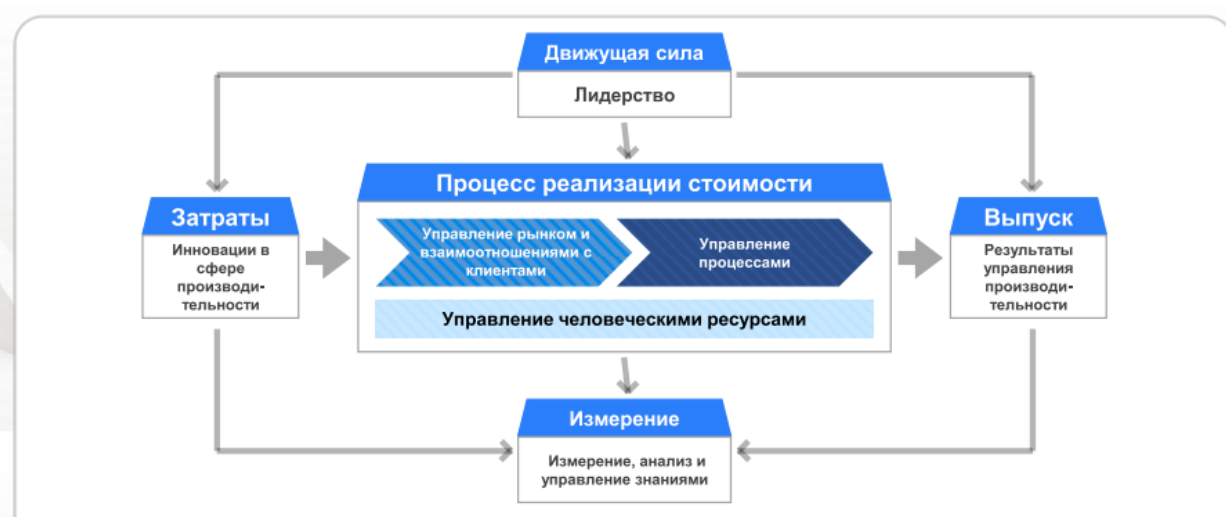 Движущая сила
Лидерство
Процесс реализации стоимости
Затраты
Инновации в
сфере
производи-
тельности
Управление рынком и
взаимоотношениями с
клиентами
Управление
процессами
Управление человеческими ресурсами
Выпуск
Результаты
управления
производи-
тельности
Измерение
Измерение, анализ и
управление знаниями